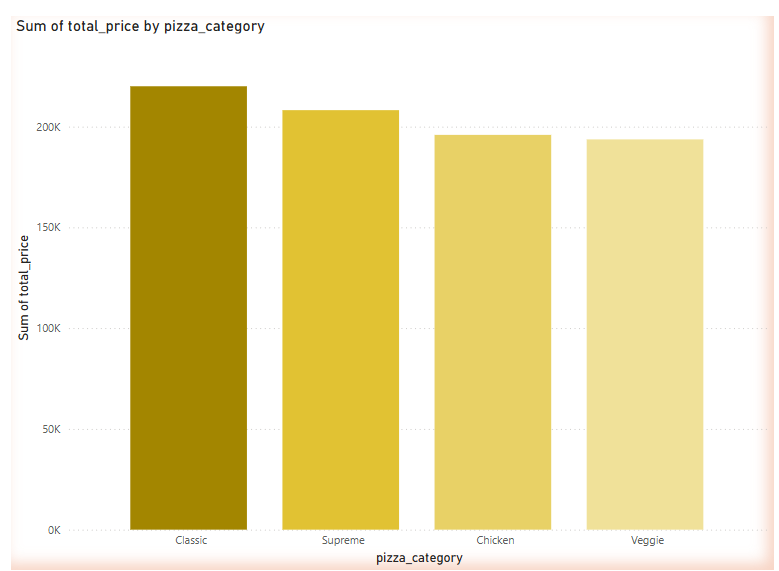 Sum of total_price by pizza_category
200K
150K
100K
50K
0K
Sum of total_price
Classic Supreme Chicken Veggie
pizza_category